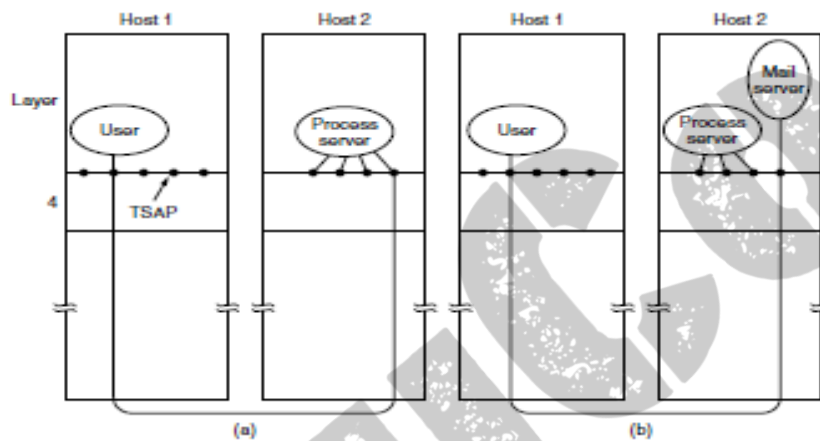 Host 1
Host 2
Host 1
Host 2
Mail
server
Layer
User
Process
server
User
Process
server
4
TSAP
(a)
(b)